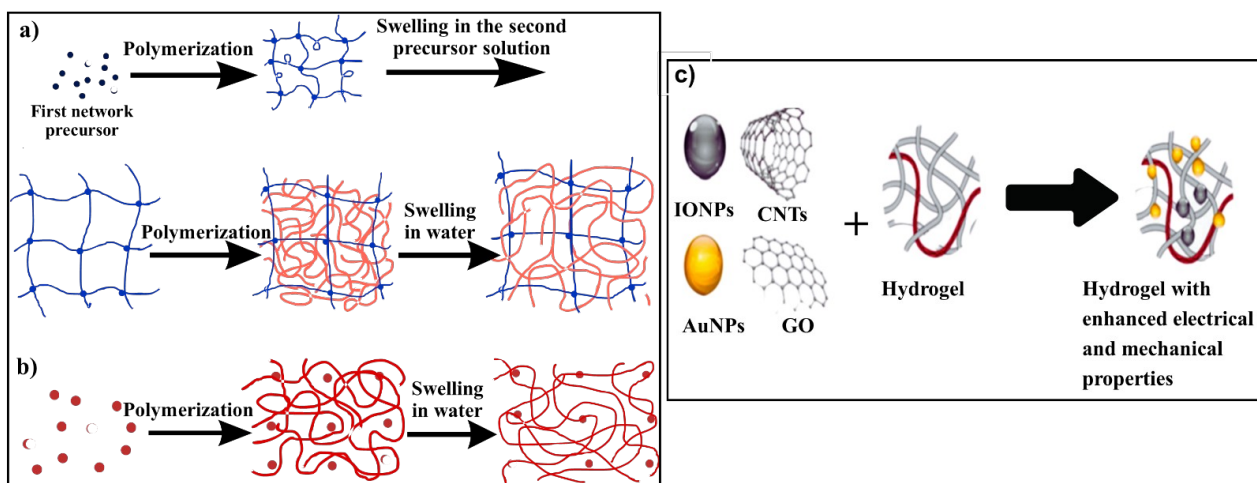 a)
Polymerization
Swelling in the second
precursor solution
First network
precursor
Polymerization
Swelling
in water
b)
Polymerization
Swelling
in water
c)
IONPs
CNTs
+
AuNPs
GO
Hydrogel
Hydrogel with
enhanced electrical
and mechanical
properties